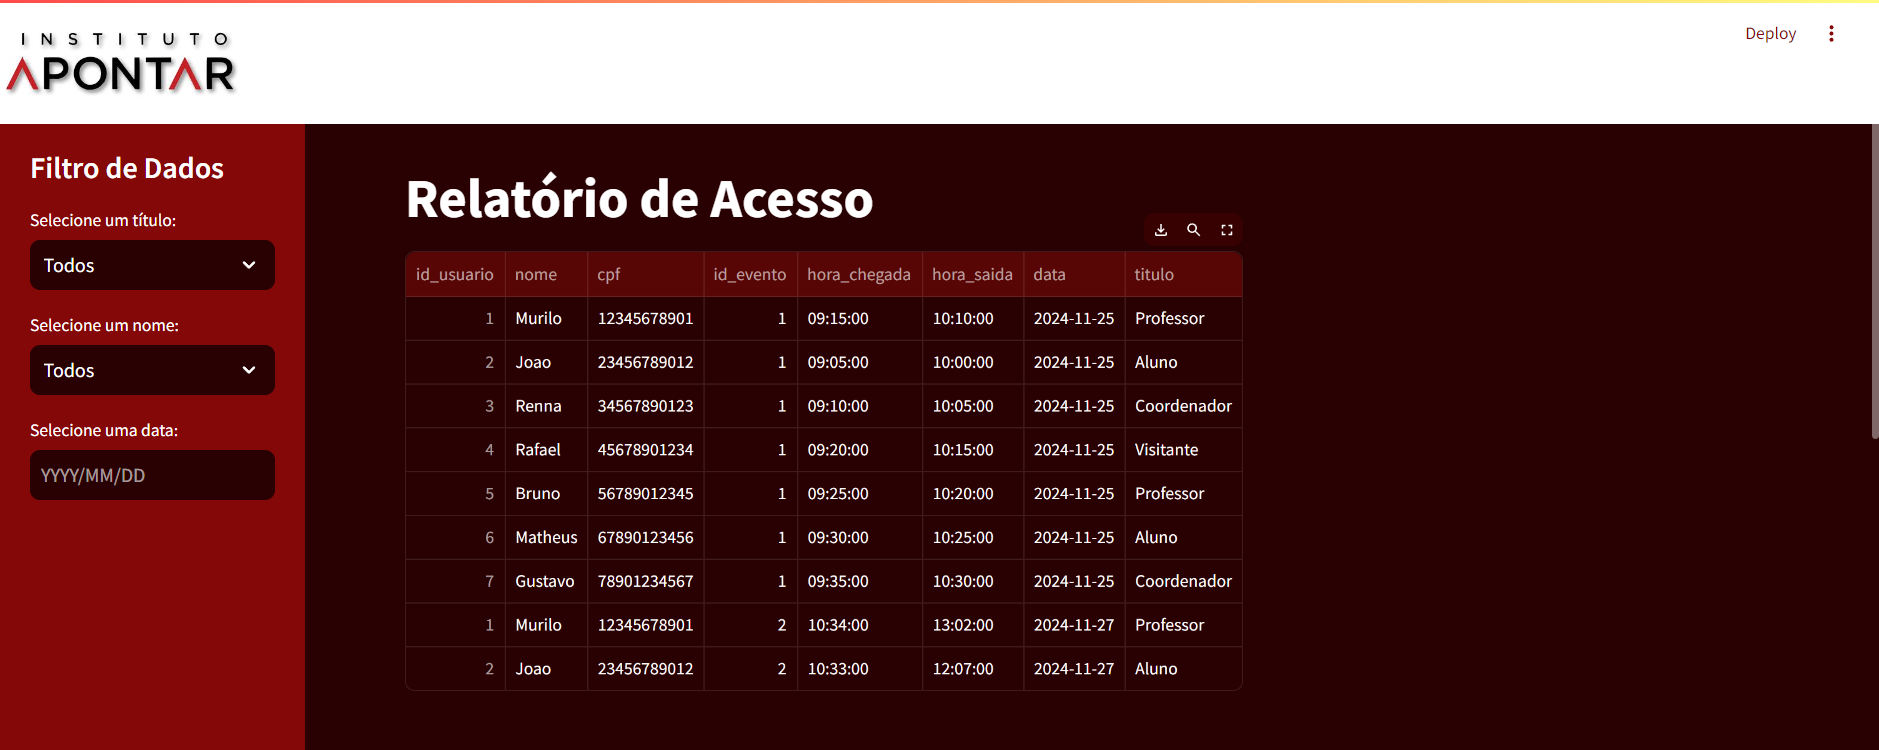 INSTITUTO
APONTAR
Deploy
Filtro de Dados
Selecione um título:
Todos
Selecione um nome:
Todos
Selecione uma data:
YYYY/MM/DD
Relatório de Acesso
id_usuario nome cpf id_evento hora_chegada hora_saida data titulo
1 Murilo 12345678901 1 09:15:00 10:10:00 2024-11-25 Professor
2 Joao 23456789012 1 09:05:00 10:00:00 2024-11-25 Aluno
3 Renna 34567890123 1 09:10:00 10:05:00 2024-11-25 Coordenador
4 Rafael 45678901234 1 09:20:00 10:15:00 2024-11-25 Visitante
5 Bruno 56789012345 1 09:25:00 10:20:00 2024-11-25 Professor
6 Matheus 67890123456 1 09:30:00 10:25:00 2024-11-25 Aluno
7 Gustavo 78901234567 1 09:35:00 10:30:00 2024-11-25 Coordenador
1 Murilo 12345678901 2 10:34:00 13:02:00 2024-11-27 Professor
2 Joao 23456789012 2 10:33:00 12:07:00 2024-11-27 Aluno